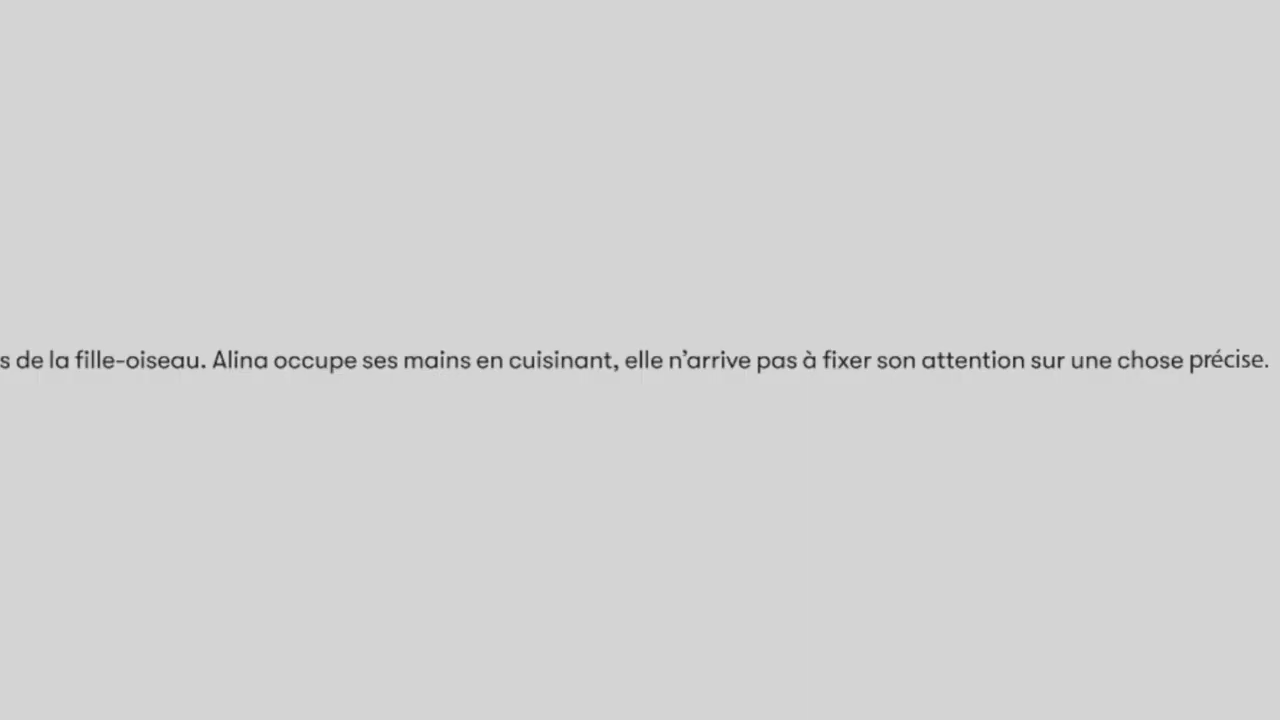 s de la fille-oiseau. Alina occupe ses mains en cuisinant, elle n’arrive pas à fixer son attention sur une chose précise.